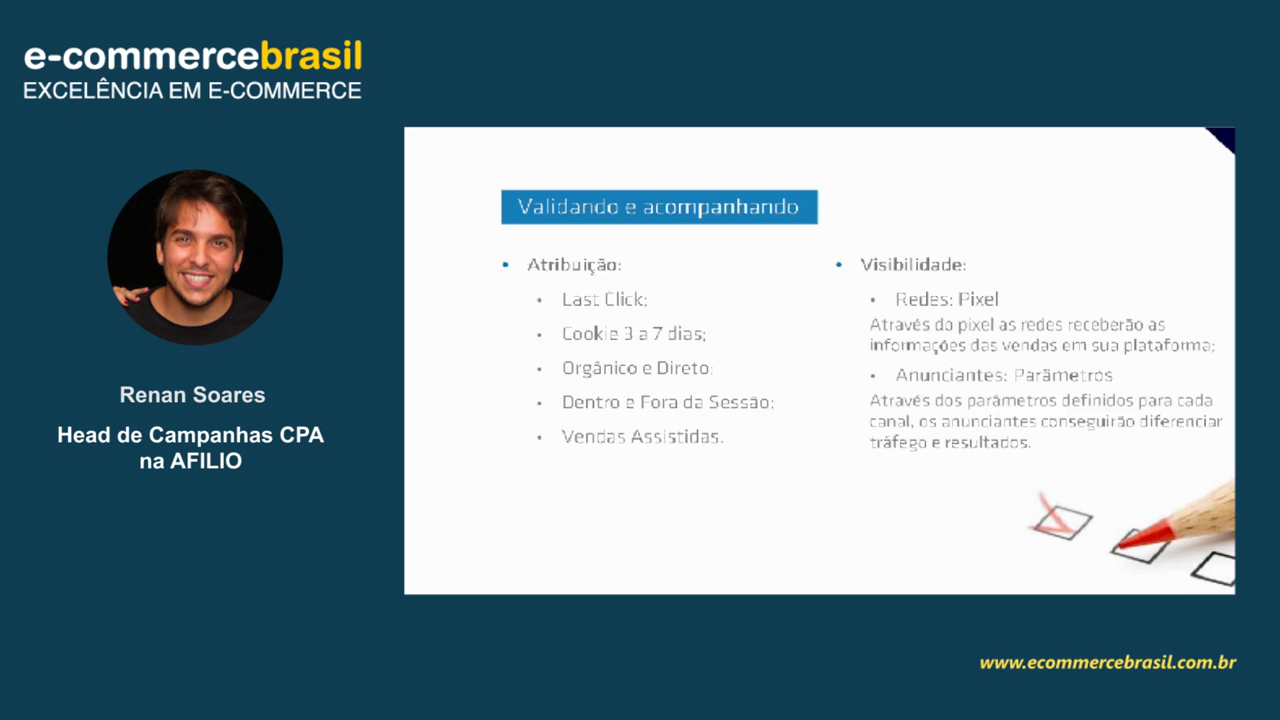 e-commercebrasil
EXCELÊNCIA EM E-COMMERCE
Renan Soares
Head de Campanhas CPA
na AFILIO
Validando e acompanhando
• Atribuição:
• Last Click;
• Cookie 3 a 7 dias;
• Orgânico e Direto;
• Dentro e Fora da Sessão;
• Vendas Assistidas.
• Visibilidade:
• Redes: Pixel
Através do pixel as redes receberão as
informações das vendas em sua plataforma;
• Anunciantes: Parâmetros
Através dos parâmetros definidos para cada
canal, os anunciantes conseguirão diferenciar
tráfego e resultados.
www.ecommercebrasil.com.br